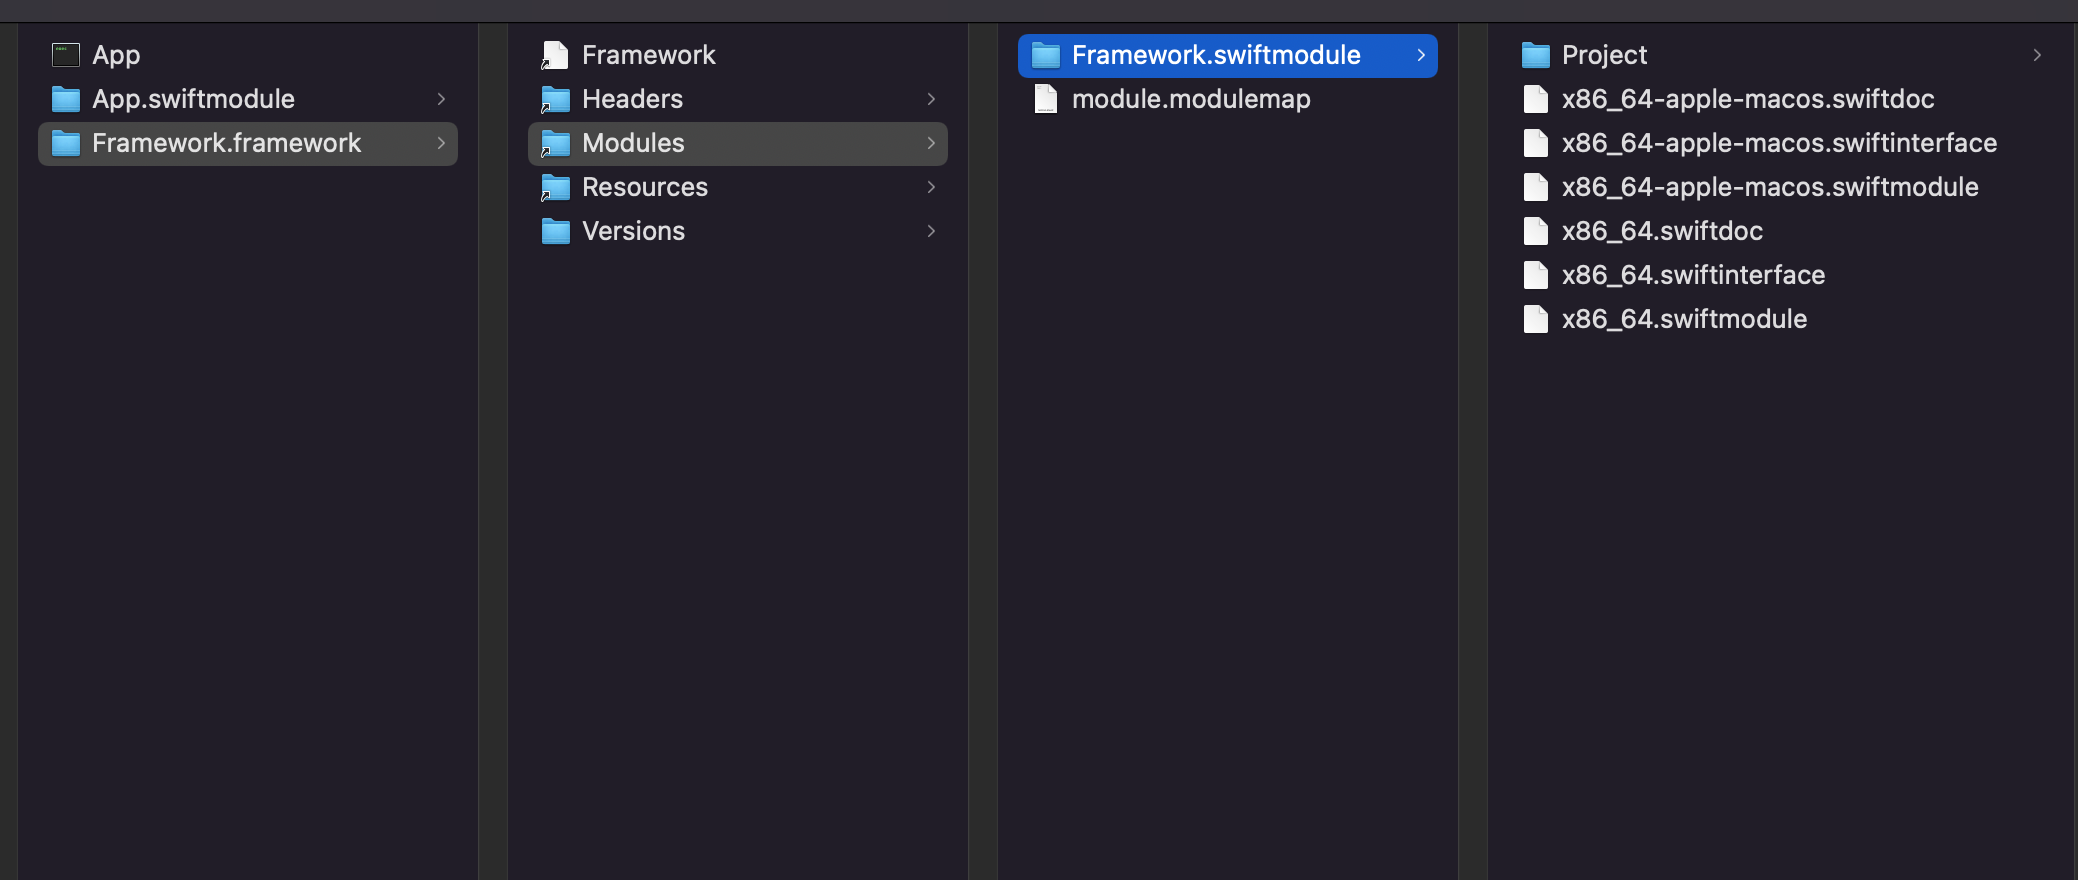 App
App.swiftmodule
Framework.framework
Framework
Headers
Modules
Resources
Versions
Framework.swiftmodule
module.modulemap
Project
x86_64-apple-macos.swiftdoc
x86_64-apple-macos.swiftinterface
x86_64-apple-macos.swiftmodule
x86_64.swiftdoc
x86_64.swiftinterface
x86_64.swiftmodule